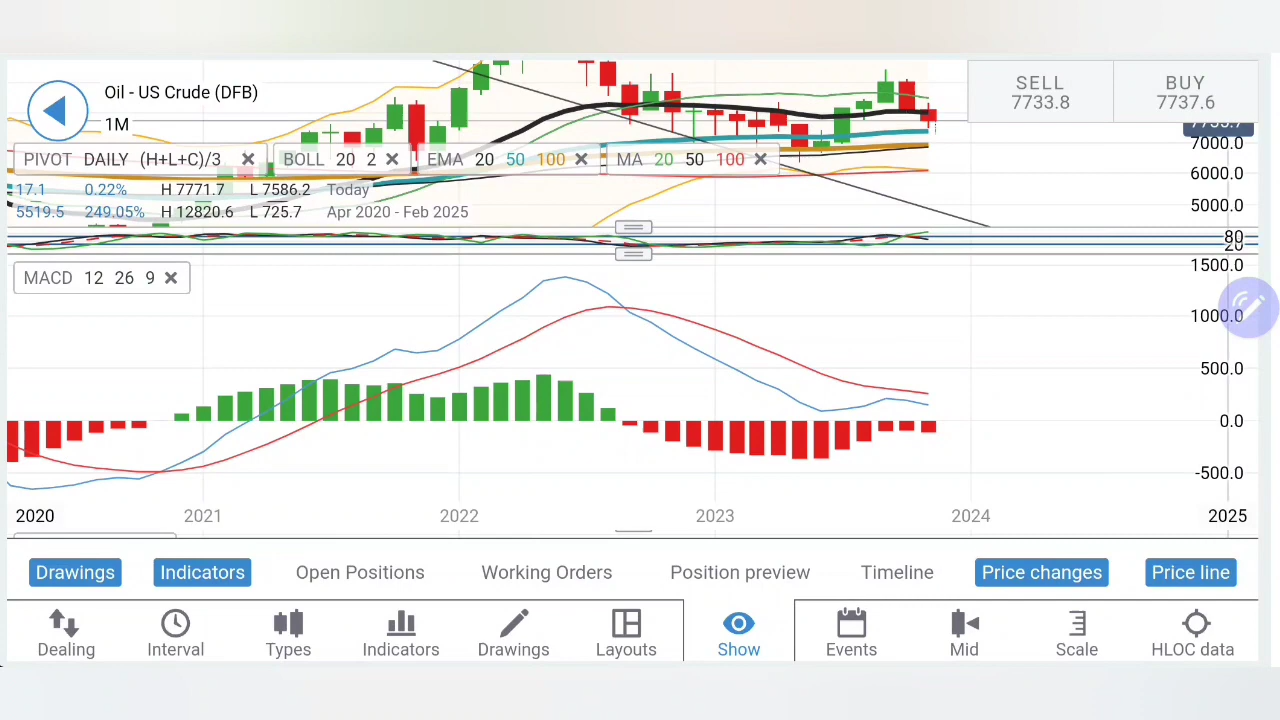 Oil - US Crude (DFB)
1M
SELL
7733.8
BUY
7737.6
7000.0
PIVOT DAILY (H+L+C)/3
BOLL 20 2
EMA 20 50 100
MA 20 50 100
6000.0
17.1 0.22% H 7771.7 L 7586.2 Today
5519.5 249.05% H 12820.6 L 725.7 Apr 2020 - Feb 2025
5000.0
80
20
1500.0
MACD 12 26 9
1000.0
500.0
0.0
-500.0
2020 2021 2022 2023 2024 2025
Drawings Indicators Open Positions Working Orders Position preview Timeline Price changes Price line
Dealing Interval Types Indicators Drawings Layouts Show Events Mid Scale HLOC data